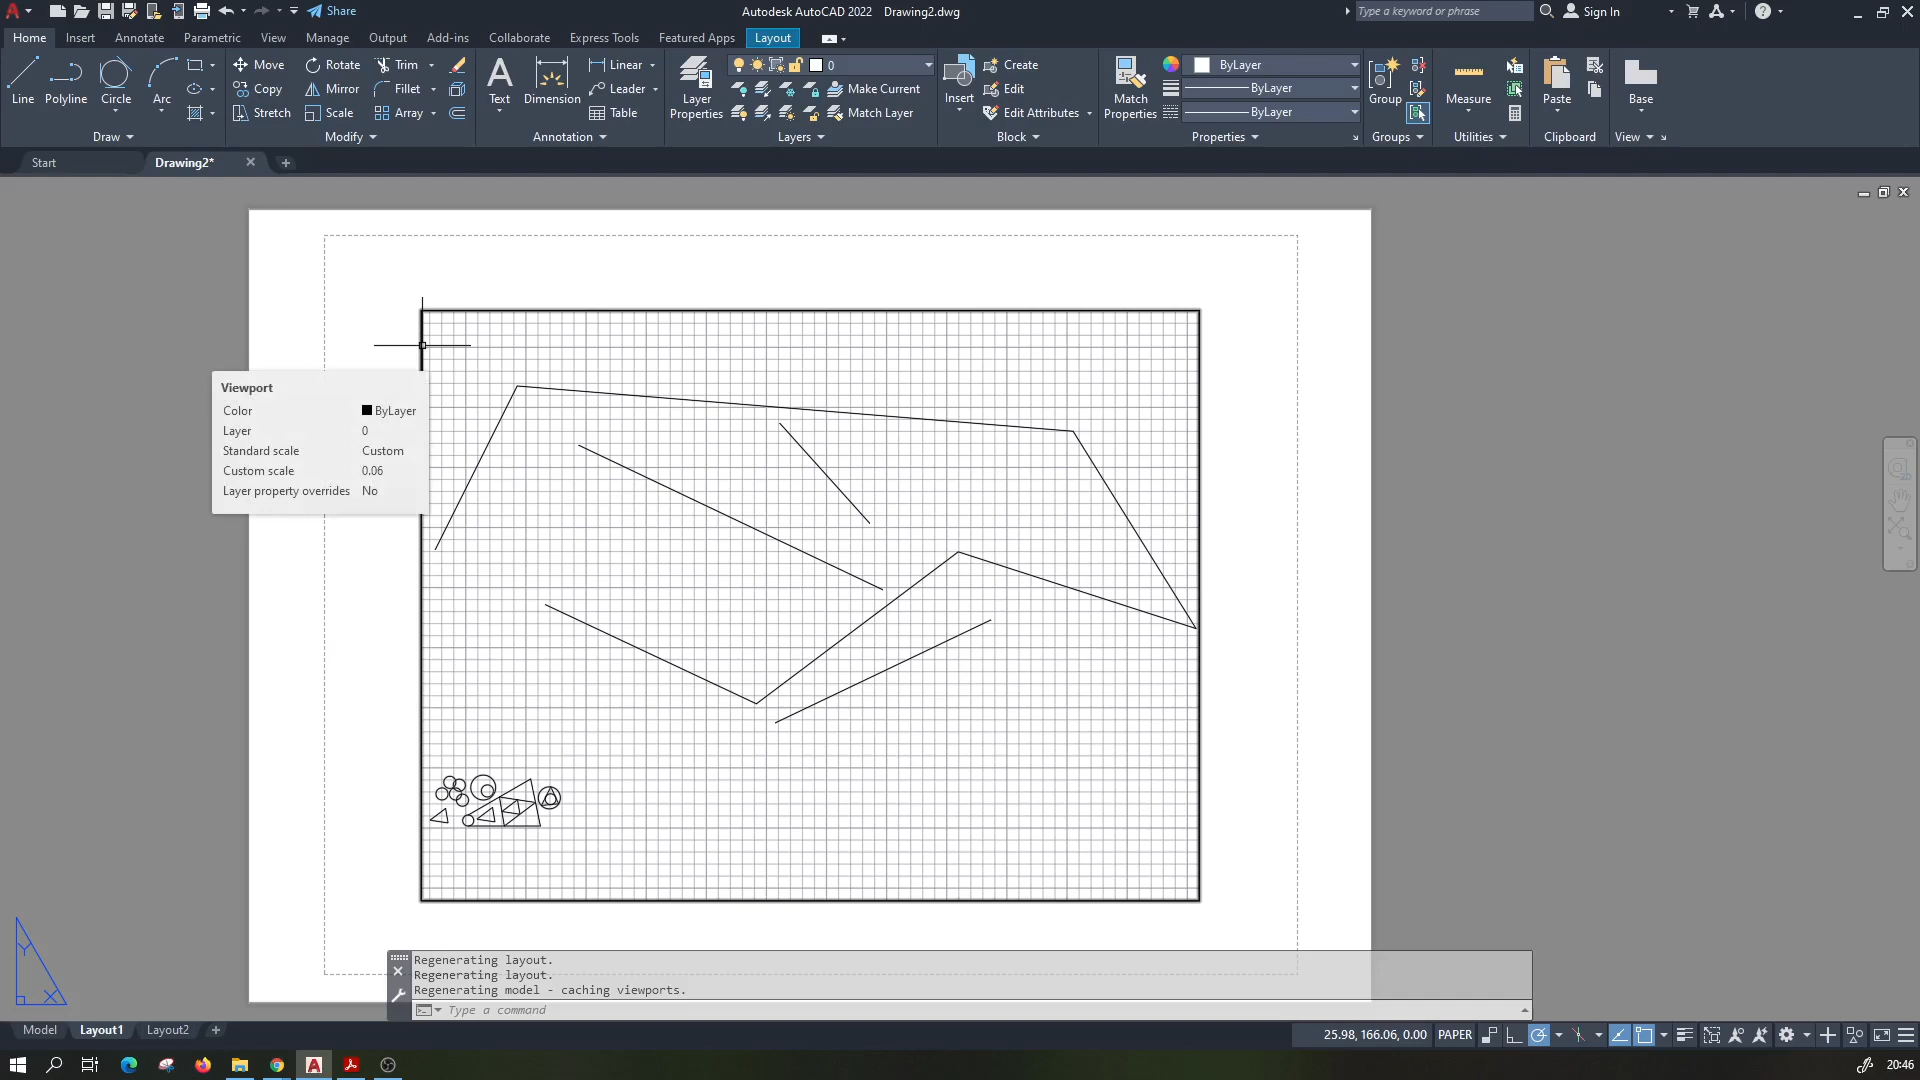 Share
Autodesk AutoCAD 2022 Drawing2.dwg
Type a keyword or phrase
Sign In
Home Insert Annotate Parametric View Manage Output Add-ins Collaborate Express Tools Featured Apps Layout
Line
Polyline
Circle
Arc
Draw
Move Rotate Trim
Copy Mirror Fillet
Stretch Scale Array
Modify
Text
Dimension
Linear
Leader
Table
Annotation
Layer
Properties
0
Make Current
Match Layer
Layers
Insert
Create
Edit
Edit Attributes
Block
Match
Properties
ByLayer
ByLayer
ByLayer
Properties
Group
Groups
Measure
Utilities
Paste
Clipboard
Base
View
Start
Drawing2*
Viewport
Color ByLayer
Layer 0
Standard scale Custom
Custom scale 0.06
Layer property overrides No
Y
X
Regenerating layout.
Regenerating layout.
Regenerating model - caching viewports.
Type a command
Model Layout1 Layout2
25.98, 166.06, 0.00 PAPER
20:46